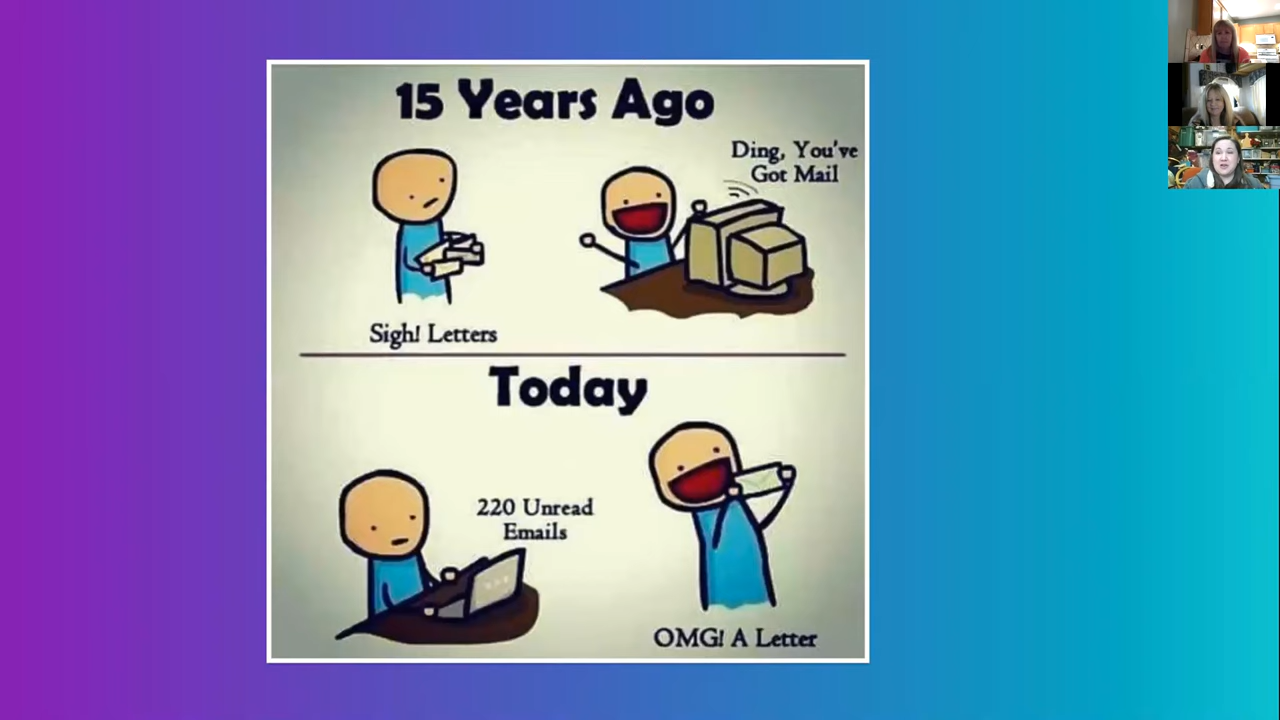 15 Years Ago
Ding, You've
Got Mail
Sigh! Letters
Today
220 Unread
Emails
OMG! A Letter